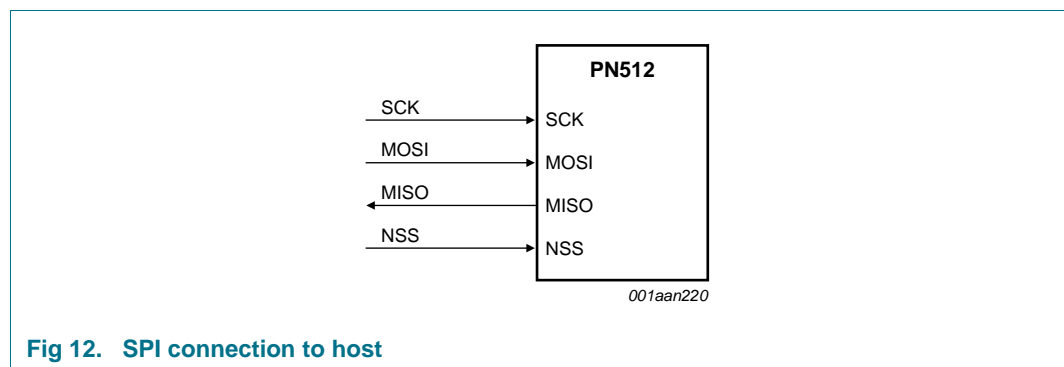 PN512
SCK
SCK
MOSI
MOSI
MISO
MISO
NSS
NSS
001aan220
Fig 12. SPI connection to host